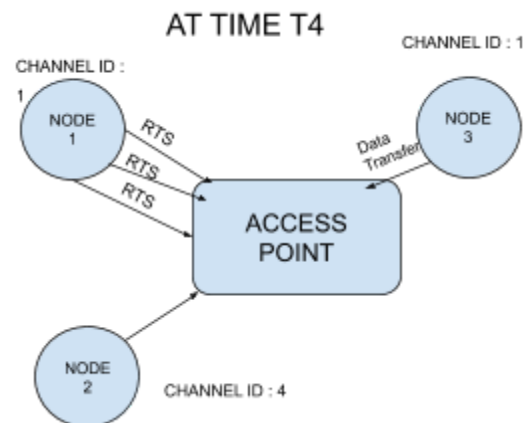 AT TIME T4
CHANNEL ID : 1
CHANNEL ID :
1
NODE
1
RTS
RTS
RTS
Data
Transfer
NODE
3
ACCESS
POINT
NODE
2
CHANNEL ID : 4